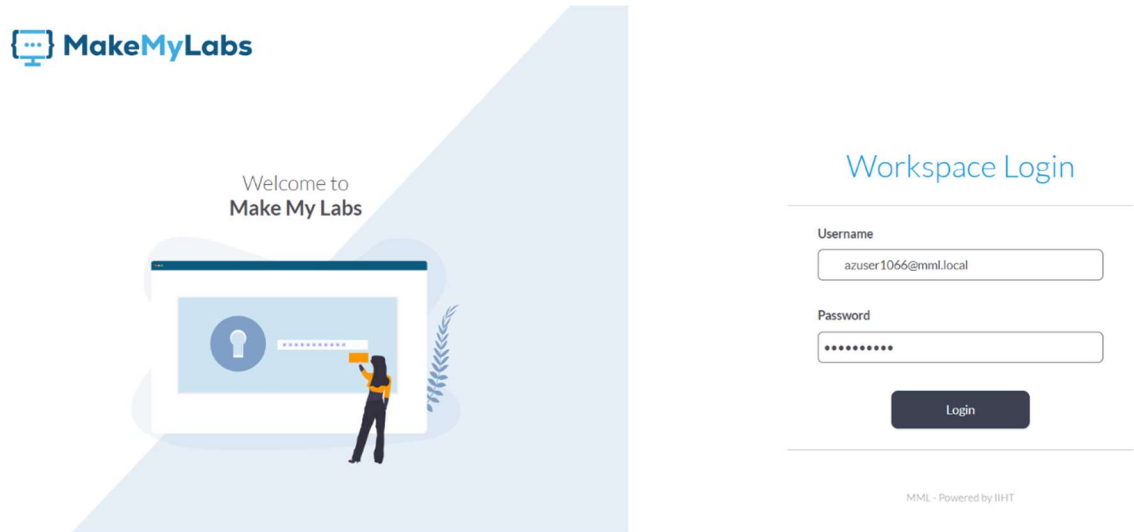 MakeMyLabs
Welcome to
Make My Labs
Workspace Login
Username
azuser1066@mml.local
Password
••••••••••
Login
MML - Powered by IIHT